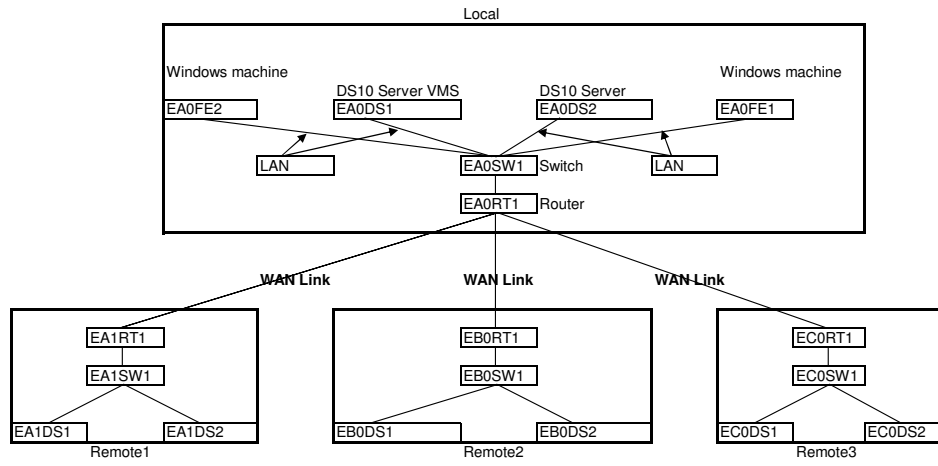 Local
Windows machine
Windows machine
DS10 Server VMS
DS10 Server
EA0FE2
EA0DS1
EA0DS2
EA0FE1
LAN
EA0SW1
Switch
LAN
EA0RT1
Router
WAN Link
WAN Link
WAN Link
EA1RT1
EB0RT1
EC0RT1
EA1SW1
EB0SW1
EC0SW1
EA1DS1
EA1DS2
EB0DS1
EB0DS2
EC0DS1
EC0DS2
Remote1
Remote2
Remote3